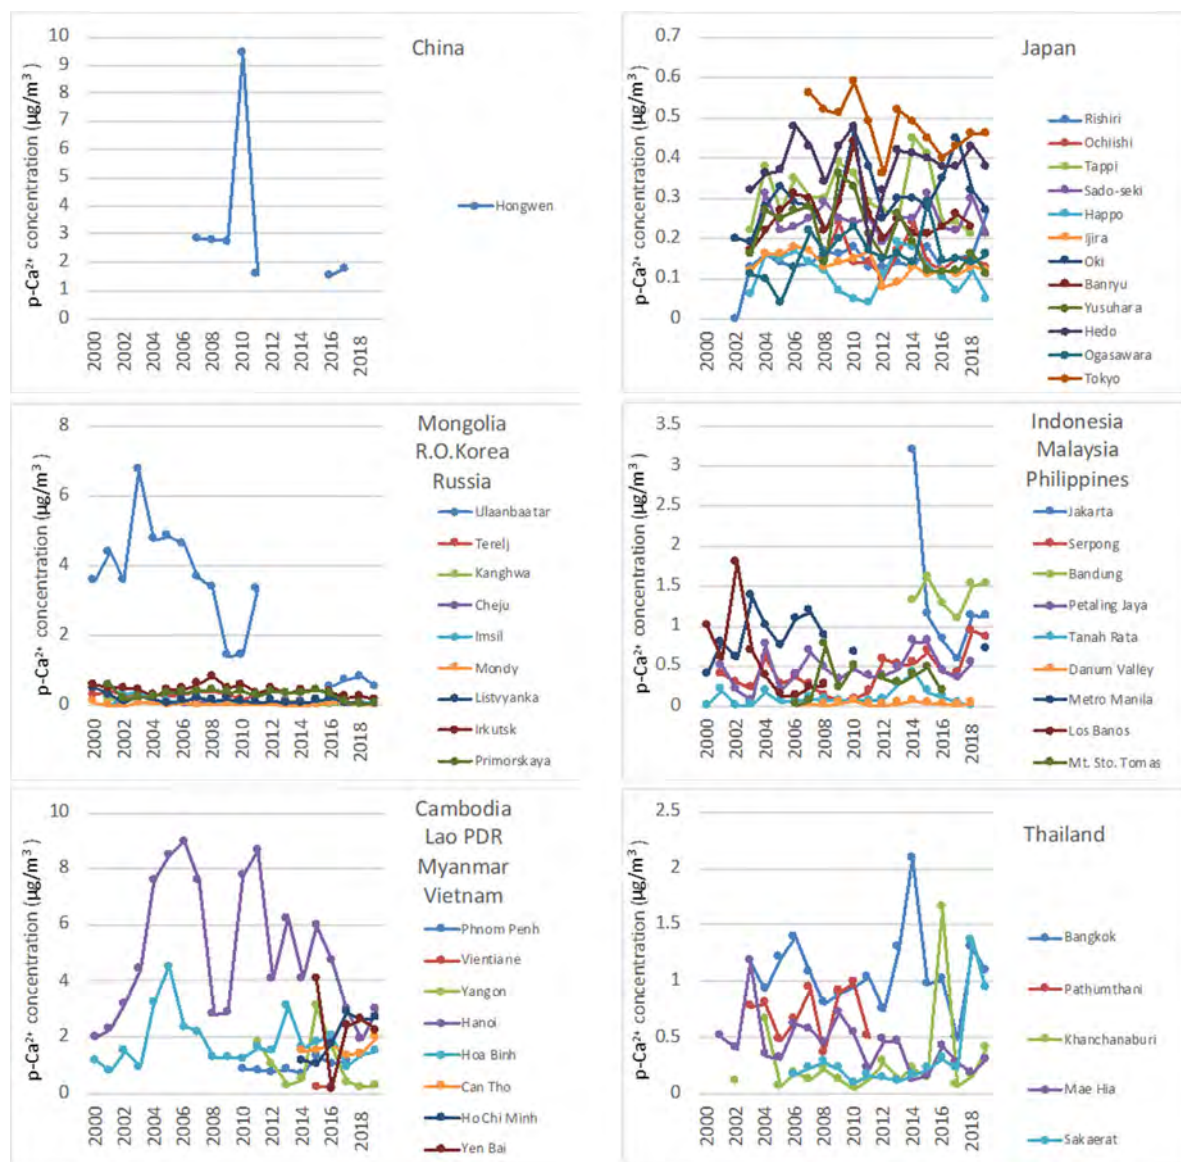 China
p-Ca²⁺ concentration (µg/m³)
10
9
8
7
6
5
4
3
2
1
0
2000
2002
2004
2006
2008
2010
2012
2014
2016
2018
Hongwen
Japan
p-Ca²⁺ concentration (µg/m³)
0.7
0.6
0.5
0.4
0.3
0.2
0.1
0
2000
2002
2004
2006
2008
2010
2012
2014
2016
2018
Rishiri
Ochiishi
Tappi
Sado-seki
Happo
Ijira
Oki
Banryu
Yusuhara
Hedo
Ogasawara
Tokyo
Mongolia
R.O.Korea
Russia
p-Ca²⁺ concentration (µg/m³)
8
6
4
2
0
2000
2002
2004
2006
2008
2010
2012
2014
2016
2018
Ulaanbaatar
Terelj
Kanghwa
Cheju
Imsil
Mondy
Listvyanka
Irkutsk
Primorskaya
Indonesia
Malaysia
Philippines
p-Ca²⁺ concentration (µg/m³)
3.5
3
2.5
2
1.5
1
0.5
0
2000
2002
2004
2006
2008
2010
2012
2014
2016
2018
Jakarta
Serpong
Bandung
Petaling Jaya
Tanah Rata
Danum Valley
Metro Manila
Los Banos
Mt. Sto. Tomas
Cambodia
Lao PDR
Myanmar
Vietnam
p-Ca²⁺ concentration (µg/m³)
10
8
6
4
2
0
2000
2002
2004
2006
2008
2010
2012
2014
2016
2018
Phnom Penh
Vientiane
Yangon
Hanoi
Hoa Binh
Can Tho
Ho Chi Minh
Yen Bai
Thailand
p-Ca²⁺ concentration (µg/m³)
2.5
2
1.5
1
0.5
0
2000
2002
2004
2006
2008
2010
2012
2014
2016
2018
Bangkok
Pathumthani
Khanchanaburi
Mae Hia
Sakaerat